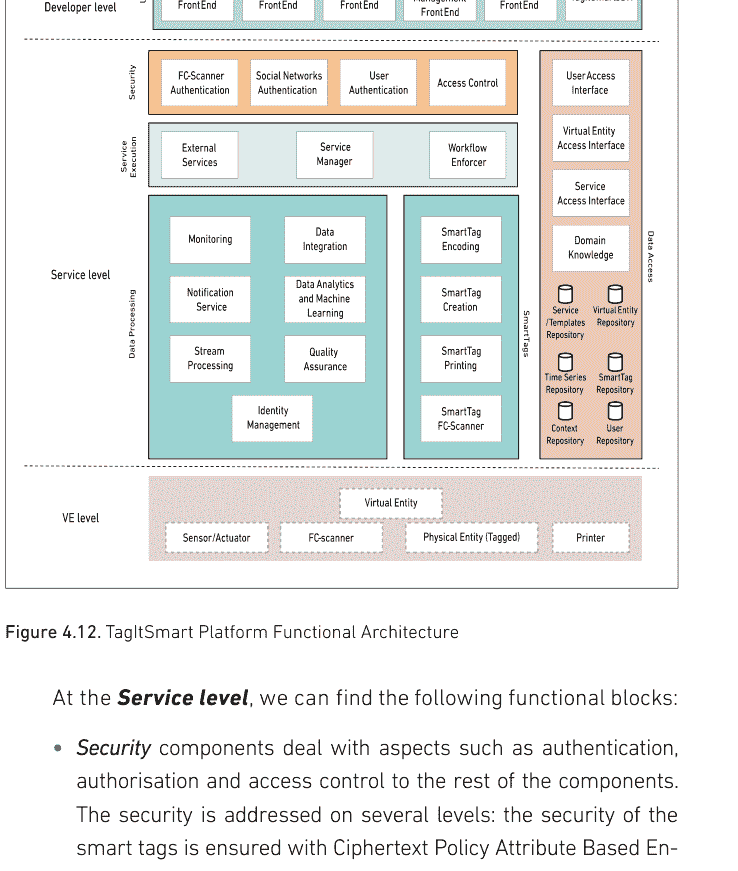 Developer level
FrontEnd
FrontEnd
FrontEnd
Management
FrontEnd
FrontEnd
Security
FC-Scanner
Authentication
Social Networks
Authentication
User
Authentication
Access Control
Service
Execution
External
Services
Service
Manager
Workflow
Enforcer
Service level
Data Processing
Monitoring
Data
Integration
Notification
Service
Data Analytics
and Machine
Learning
Stream
Processing
Quality
Assurance
Identity
Management
SmartTag
Encoding
SmartTag
Creation
SmartTag
Printing
SmartTag
FC-Scanner
SmartTags
User Access
Interface
Virtual Entity
Access Interface
Service
Access Interface
Domain
Knowledge
Service
/Templates
Repository
Virtual Entity
Repository
Time Series
Repository
SmartTag
Repository
Context
Repository
User
Repository
Data Access
VE level
Virtual Entity
Sensor/Actuator
FC-scanner
Physical Entity (Tagged)
Printer
Figure 4.12. TagItSmart Platform Functional Architecture
At the Service level, we can find the following functional blocks:
• Security components deal with aspects such as authentication,
authorisation and access control to the rest of the components.
The security is addressed on several levels: the security of the
smart tags is ensured with Ciphertext Policy Attribute Based En-